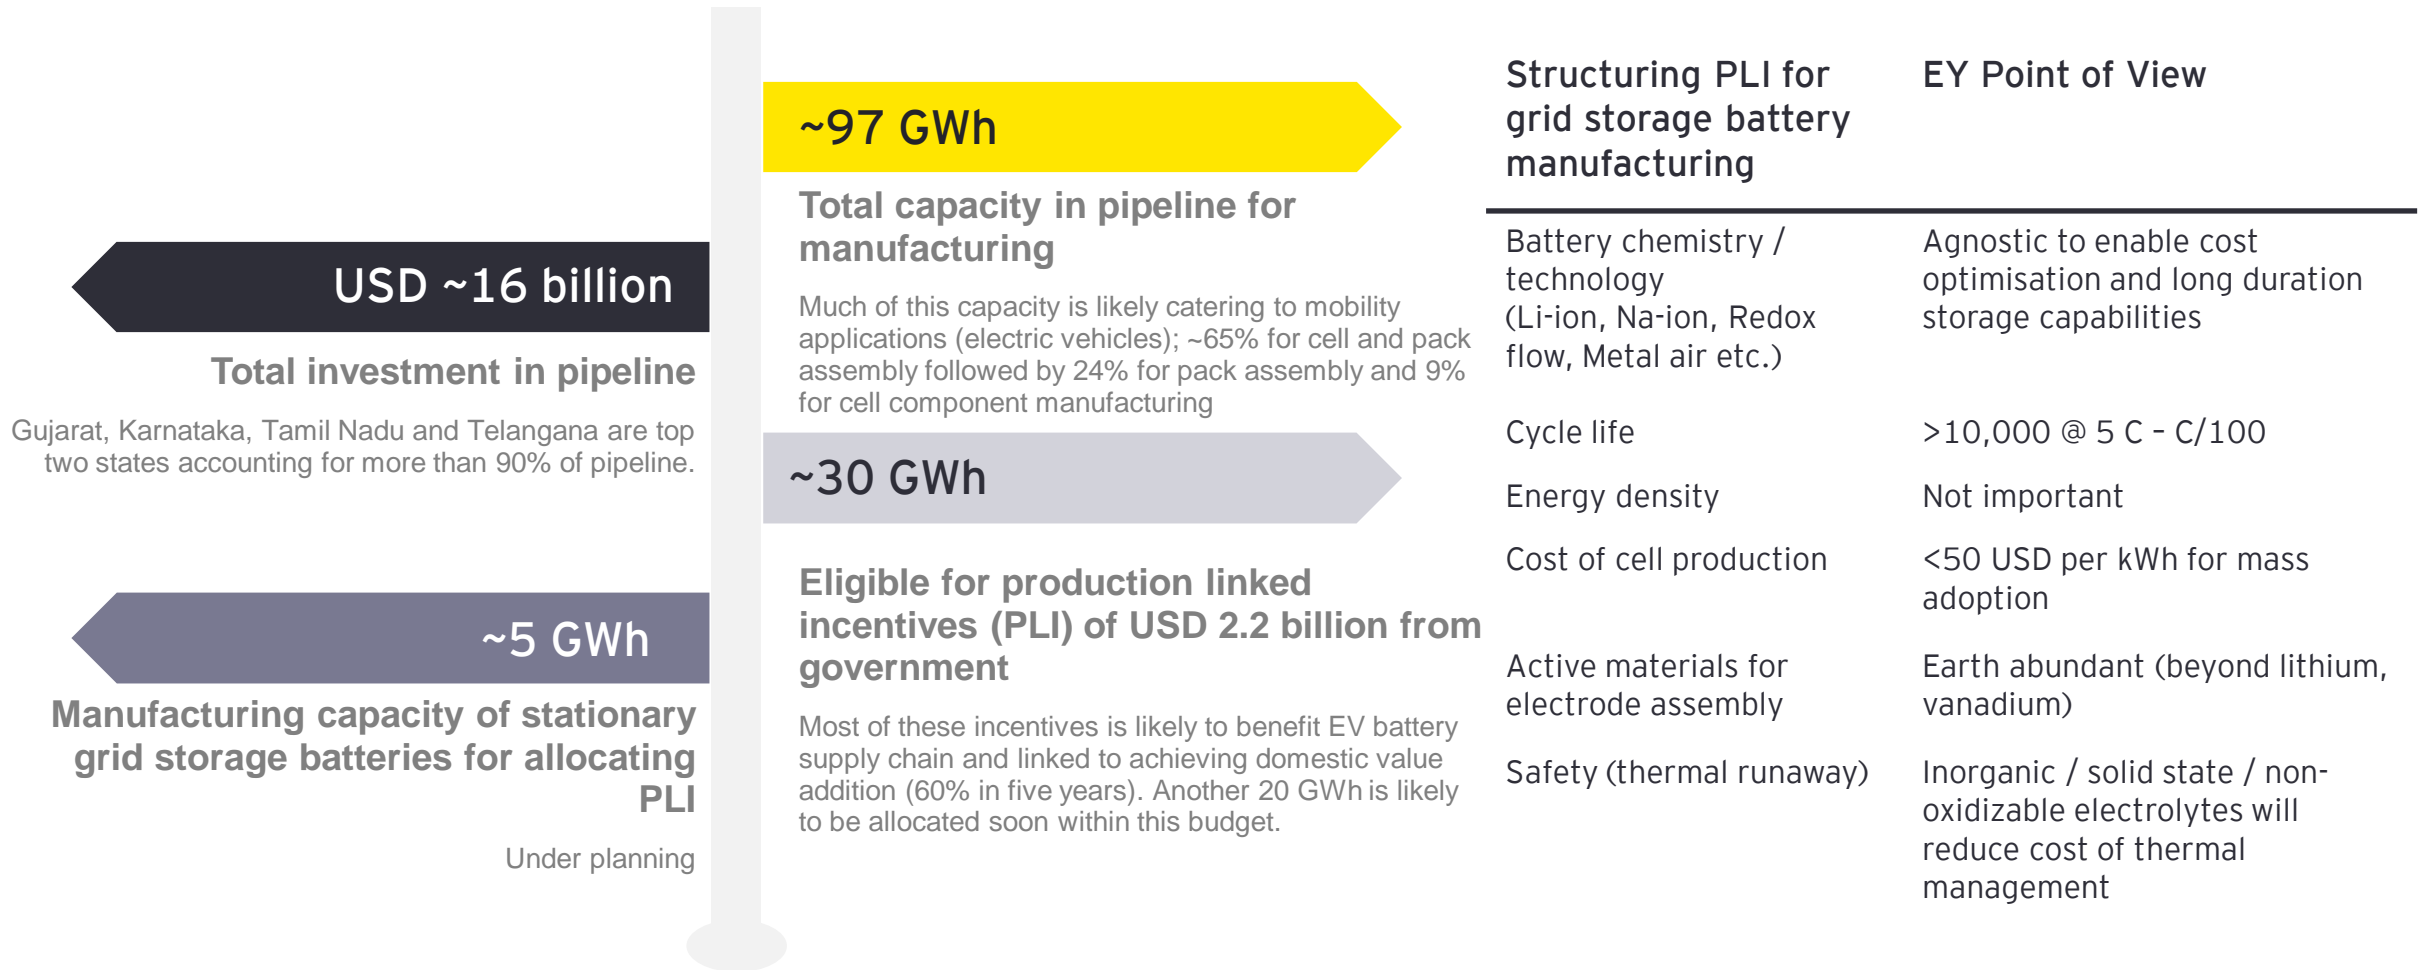 ~97 GWh
Total capacity in pipeline for
manufacturing
Much of this capacity is likely catering to mobility
applications (electric vehicles); ~65% for cell and pack
assembly followed by 24% for pack assembly and 9%
for cell component manufacturing
USD ~16 billion
Total investment in pipeline
Gujarat, Karnataka, Tamil Nadu and Telangana are top
two states accounting for more than 90% of pipeline.
~30 GWh
Eligible for production linked
incentives (PLI) of USD 2.2 billion from
government
Most of these incentives is likely to benefit EV battery
supply chain and linked to achieving domestic value
addition (60% in five years). Another 20 GWh is likely
to be allocated soon within this budget.
~5 GWh
Manufacturing capacity of stationary
grid storage batteries for allocating
PLI
Under planning
Structuring PLI for
grid storage battery
manufacturing
EY Point of View
Battery chemistry /
technology
(Li-ion, Na-ion, Redox
flow, Metal air etc.)
Agnostic to enable cost
optimisation and long duration
storage capabilities
Cycle life
>10,000 @ 5 C – C/100
Energy density
Not important
Cost of cell production
<50 USD per kWh for mass
adoption
Active materials for
electrode assembly
Earth abundant (beyond lithium,
vanadium)
Safety (thermal runaway)
Inorganic / solid state / non-
oxidizable electrolytes will
reduce cost of thermal
management